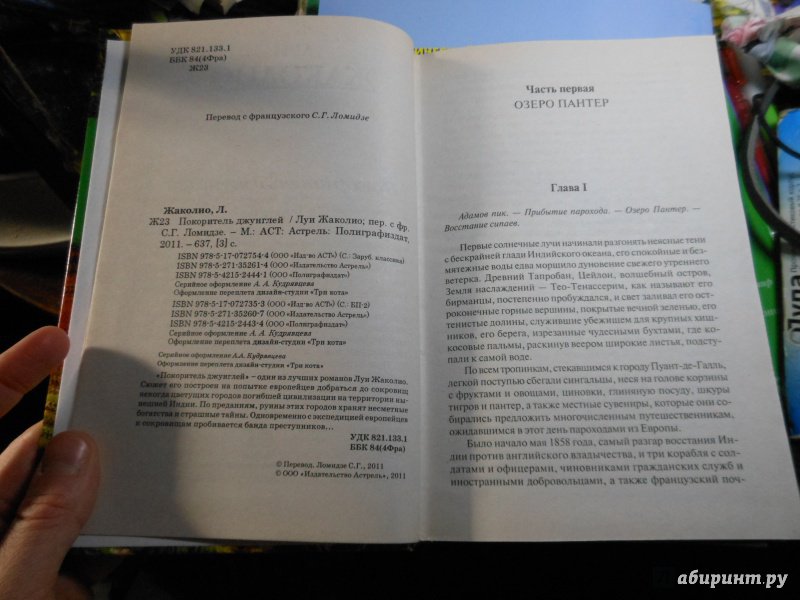 УДК 821.133.1
ББК 84(4Фра)
Ж23
Перевод с французского С.Г. Ломидзе
Жаколио, Л.
Ж23 Покоритель джунглей / Луи Жаколио; пер. с фр.
С.Г. Ломидзе. – М.: АСТ: Астрель: Полиграфиздат,
2011. – 637, [3] с.
ISBN 978-5-17-072754-4 (ООО «Изд-во АСТ») (С.: Заруб. классика)
ISBN 978-5-271-35261-4 (ООО «Издательство Астрель»)
ISBN 978-5-4215-2444-1 (ООО «Полиграфиздат»)
Серийное оформление А. А. Кудрявцева
Оформление переплета дизайн-студии «Три кота»
ISBN 978-5-17-072735-3 (ООО «Изд-во АСТ») (С.: БП-2)
ISBN 978-5-271-35260-7 (ООО «Издательство Астрель»)
ISBN 978-5-4215-2443-4 (ООО «Полиграфиздат»)
Серийное оформление А.А. Кудрявцева
Оформление переплета дизайн-студии «Три кота»
«Покоритель джунглей» – один из лучших романов Луи Жаколио.
Сюжет его построен на попытке европейцев добраться до сокровищ
некогда цветущих городов погибшей цивилизации на территории ны-
нешней Индии. По преданиям, руины этих городов хранят несметные
богатства и страшные тайны. Одновременно с экспедицией европейцев
к сокровищам пробивается банда преступников...
УДК 821.133.1
ББК 84(4Фра)
© Перевод. Ломидзе С.Г., 2011
© ООО «Издательство Астрель», 2011
Часть первая
ОЗЕРО ПАНТЕР
Глава I
Адамов пик. — Прибытие парохода. — Озеро Пантер. —
Восстание сипаев.
Первые солнечные лучи начинали разгонять неясные тени
с бескрайней глади Индийского океана, его спокойные и без-
мятежные воды едва морщило дуновение свежего утреннего
ветерка. Древний Тапробан, Цейлон, волшебный остров,
Земля наслаждений — Тео-Тенассерим, как называют его
бирманцы, постепенно пробуждался, и свет заливал его ост-
роконечные горные вершины, покрытые вечной зеленью, его
тенистые долины, служившие убежищем для крупных хищ-
ников, его берега, изрезанные чудесными бухтами, где ко-
косовые пальмы, раскинув веером широкие листья, подсту-
пали к самой воде.
По всем тропинкам, стекавшимся к городу Пуант-де-Галль,
легкой поступью сбегали сингальцы, неся на голове корзины
с фруктами и овощами, циновки, глиняную посуду, шкуры
тигров и пантер, а также местные сувениры, которые они со-
бирались предложить многочисленным путешественникам,
ожидавшимся в этот день пароходами из Европы.
Было начало мая 1858 года, самый разгар восстания Ин-
дии против английского владычества, и три корабля с сол-
датами и офицерами, чиновниками гражданских служб и
иностранными добровольцами, а также французский поч-
абиринт.ру